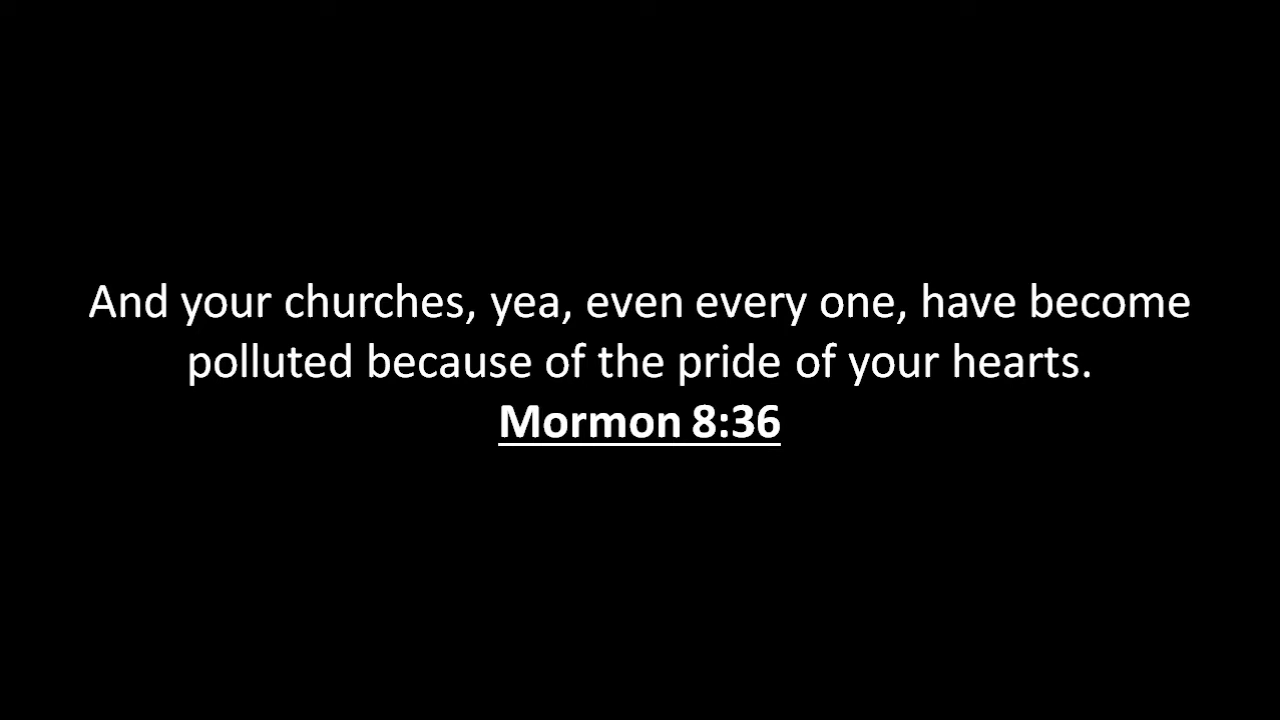 And your churches, yea, even every one, have become
polluted because of the pride of your hearts.
Mormon 8:36